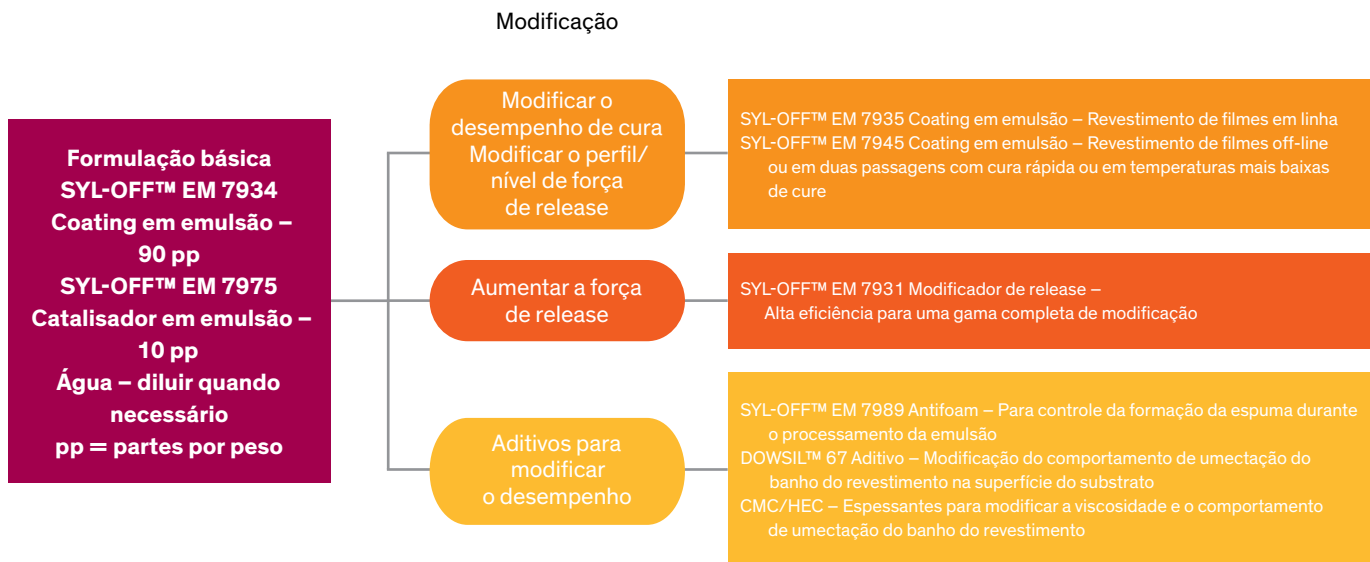 Modificação
Formulação básica
SYL-OFF™ EM 7934
Coating em emulsão –
90 pp
SYL-OFF™ EM 7975
Catalisador em emulsão –
10 pp
Água – diluir quando
necessário
pp = partes por peso
Modificar o
desempenho de cura
Modificar o perfil/
nível de força
de release
SYL-OFF™ EM 7935 Coating em emulsão – Revestimento de filmes em linha
SYL-OFF™ EM 7945 Coating em emulsão – Revestimento de filmes off-line
ou em duas passagens com cura rápida ou em temperaturas mais baixas
de cure
Aumentar a força
de release
SYL-OFF™ EM 7931 Modificador de release –
Alta eficiência para uma gama completa de modificação
Aditivos para
modificar
o desempenho
SYL-OFF™ EM 7989 Antifoam – Para controle da formação da espuma durante
o processamento da emulsão
DOWSIL™ 67 Aditivo – Modificação do comportamento de umectação do
banho do revestimento na superfície do substrato
CMC/HEC – Espessantes para modificar a viscosidade e o comportamento
de umectação do banho do revestimento